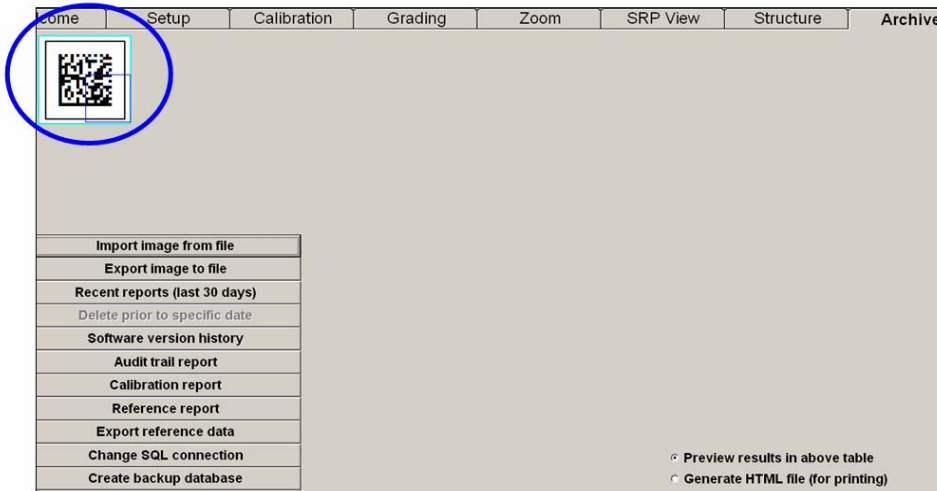 come Setup Calibration Grading Zoom SRP View Structure Archive
Import image from file
Export image to file
Recent reports (last 30 days)
Delete prior to specific date
Software version history
Audit trail report
Calibration report
Reference report
Export reference data
Change SQL connection
Create backup database
Preview results in above table
Generate HTML file (for printing)